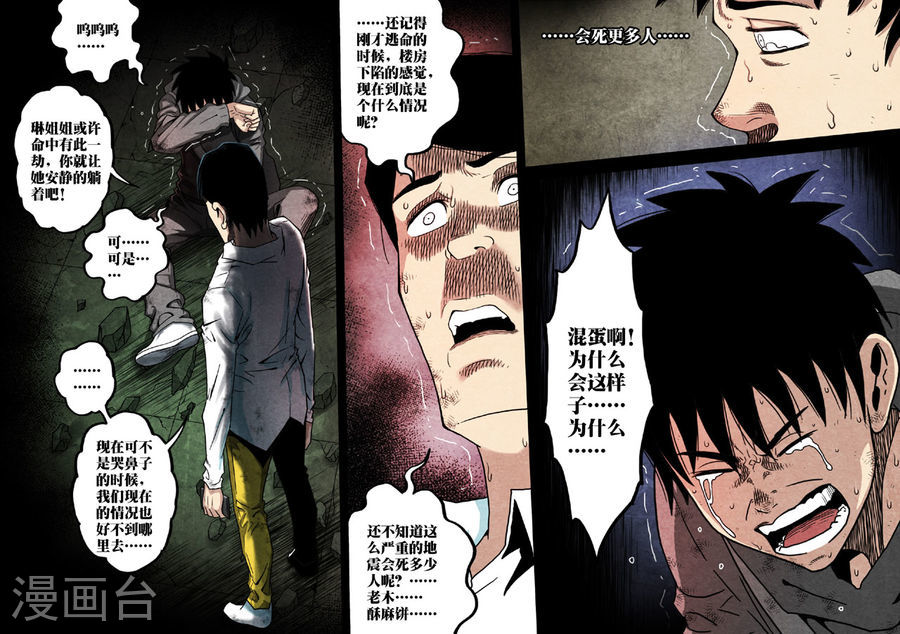 呜呜呜
……
琳姐姐或许
命中有此一
劫，你就让
她安静的躺
着吧！
可……
可是…
…
……
……
现在可不
是哭鼻子
的时候，
我们现在
的情况也
好不到哪
里去……
……还记得
刚才逃命的
时候，楼房
下陷的感觉，
现在到底是
个什么情况
呢？
还不知道这
么严重的地
震会死多少
人呢？……
老木……
酥麻饼……
……会死更多人……
混蛋啊！
为什么
会这样
子……
为什么
……
漫画台